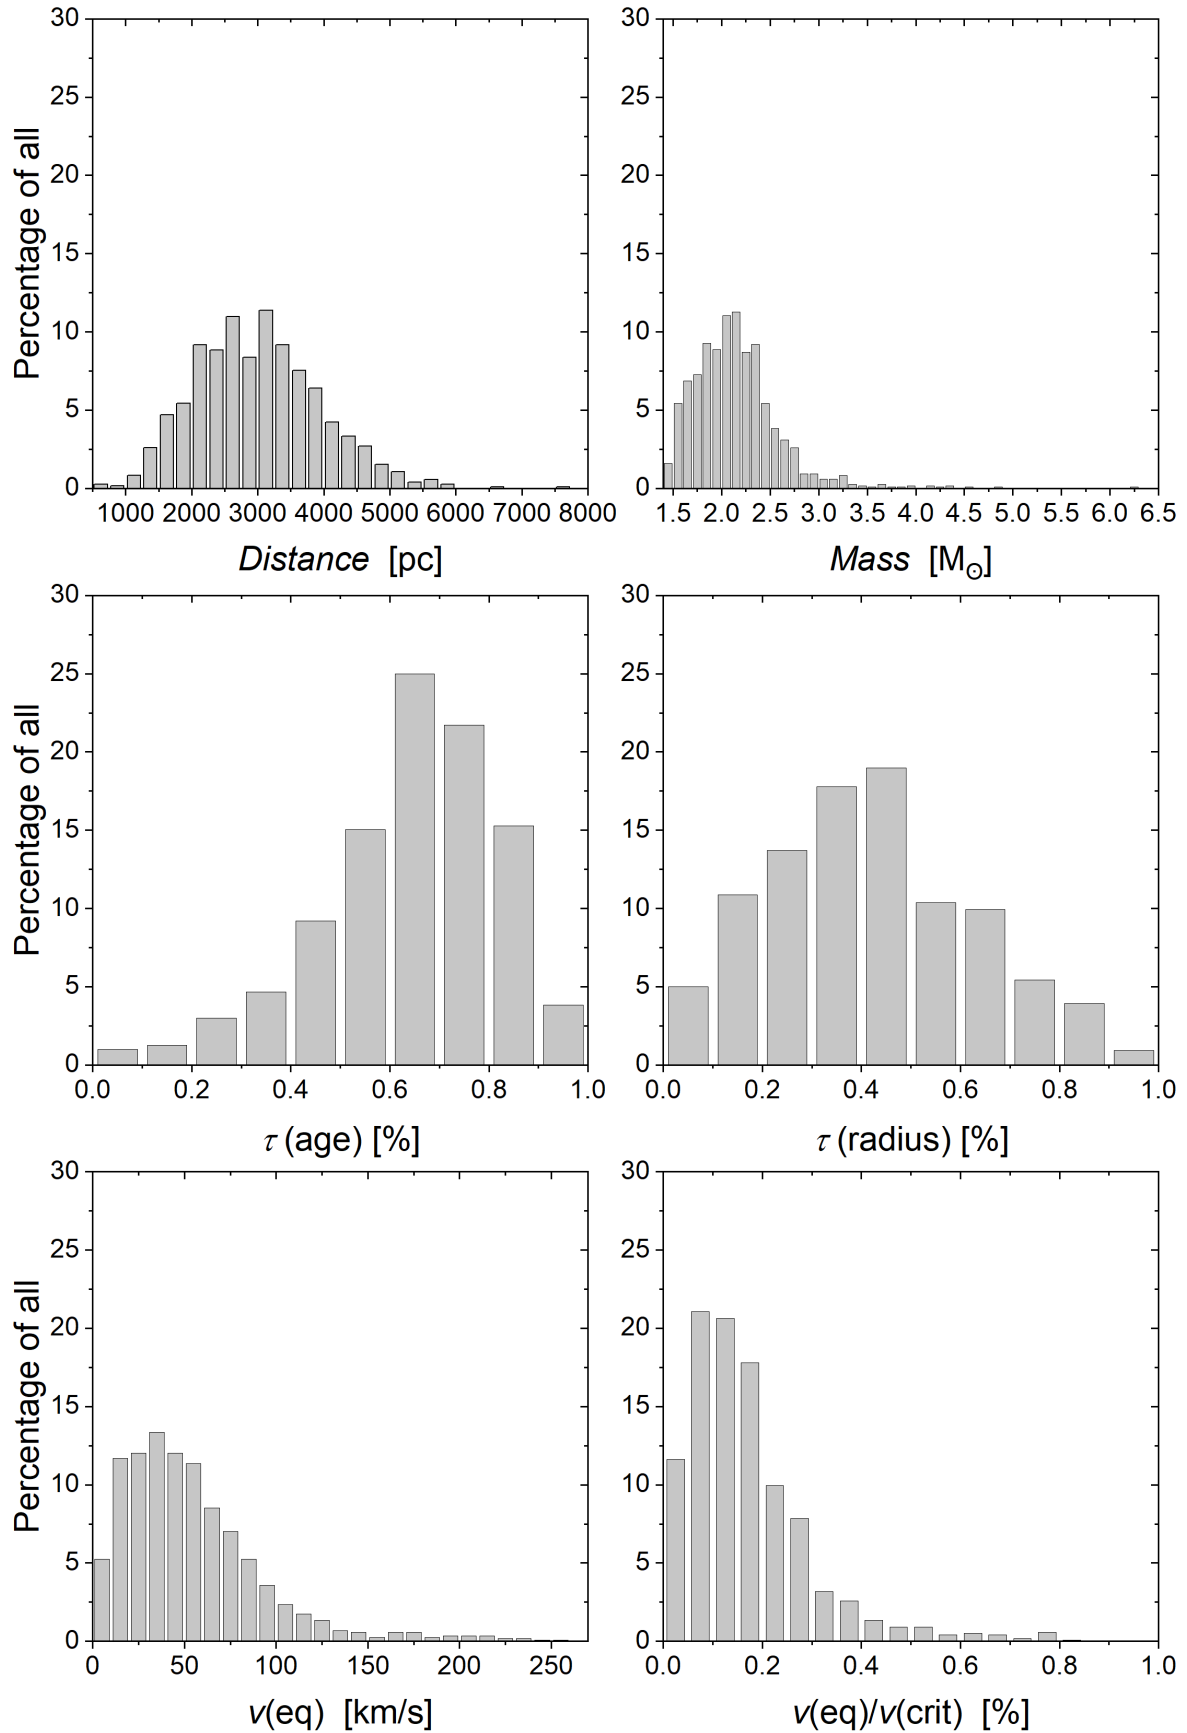 30
25
20
15
10
5
0
Percentage of all
1000 2000 3000 4000 5000 6000 7000 8000
Distance [pc]
30
25
20
15
10
5
0
1.5 2.0 2.5 3.0 3.5 4.0 4.5 5.0 5.5 6.0 6.5
Mass [M⊙]
30
25
20
15
10
5
0
Percentage of all
0.0 0.2 0.4 0.6 0.8 1.0
τ (age) [%]
30
25
20
15
10
5
0
0.0 0.2 0.4 0.6 0.8 1.0
τ (radius) [%]
30
25
20
15
10
5
0
Percentage of all
0 50 100 150 200 250
v(eq) [km/s]
30
25
20
15
10
5
0
0.0 0.2 0.4 0.6 0.8 1.0
v(eq)/v(crit) [%]